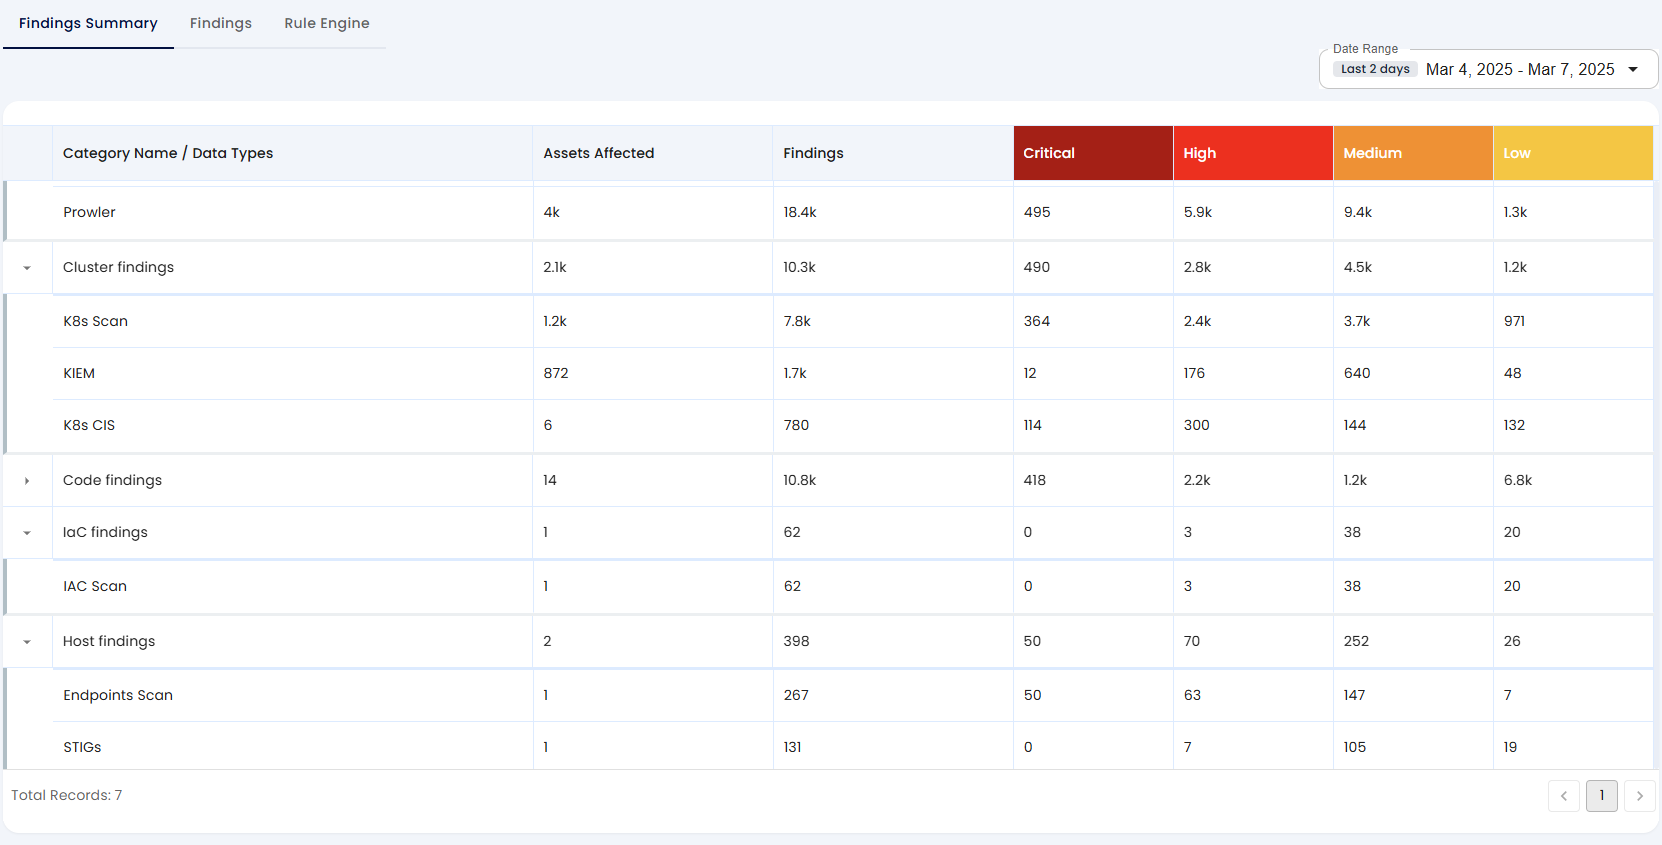 Findings Summary Findings Rule Engine
Date Range
Last 2 days Mar 4, 2025 - Mar 7, 2025
Category Name / Data Types Assets Affected Findings Critical High Medium Low
Prowler 4k 18.4k 495 5.9k 9.4k 1.3k
Cluster findings 2.1k 10.3k 490 2.8k 4.5k 1.2k
K8s Scan 1.2k 7.8k 364 2.4k 3.7k 971
KIEM 872 1.7k 12 176 640 48
K8s CIS 6 780 114 300 144 132
Code findings 14 10.8k 418 2.2k 1.2k 6.8k
IaC findings 1 62 0 3 38 20
IAC Scan 1 62 0 3 38 20
Host findings 2 398 50 70 252 26
Endpoints Scan 1 267 50 63 147 7
STIGs 1 131 0 7 105 19
Total Records: 7 1